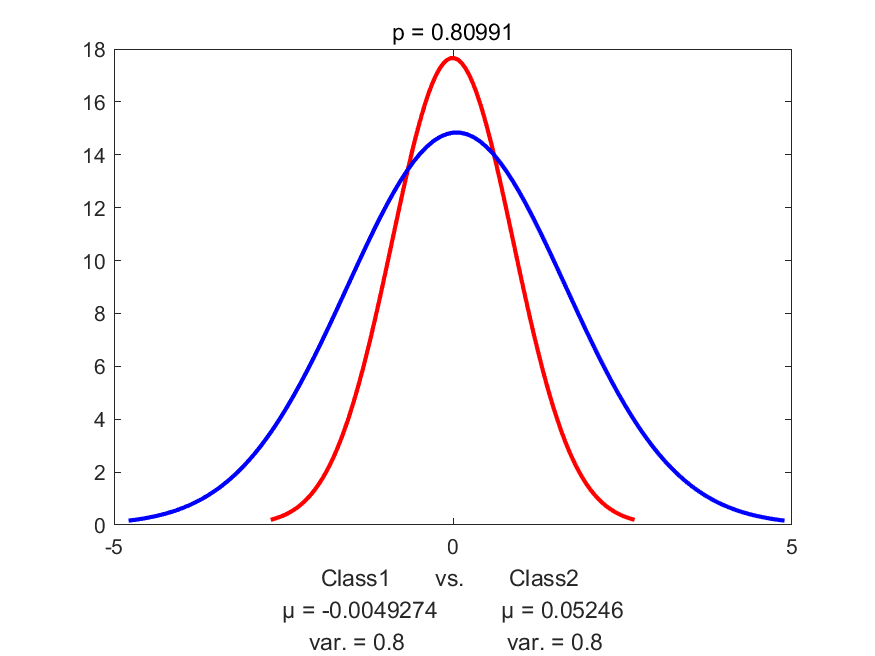 p = 0.80991
18
16
14
12
10
8
6
4
2
0
-5 0 5
Class1 vs. Class2
μ = -0.0049274 μ = 0.05246
var. = 0.8 var. = 0.8